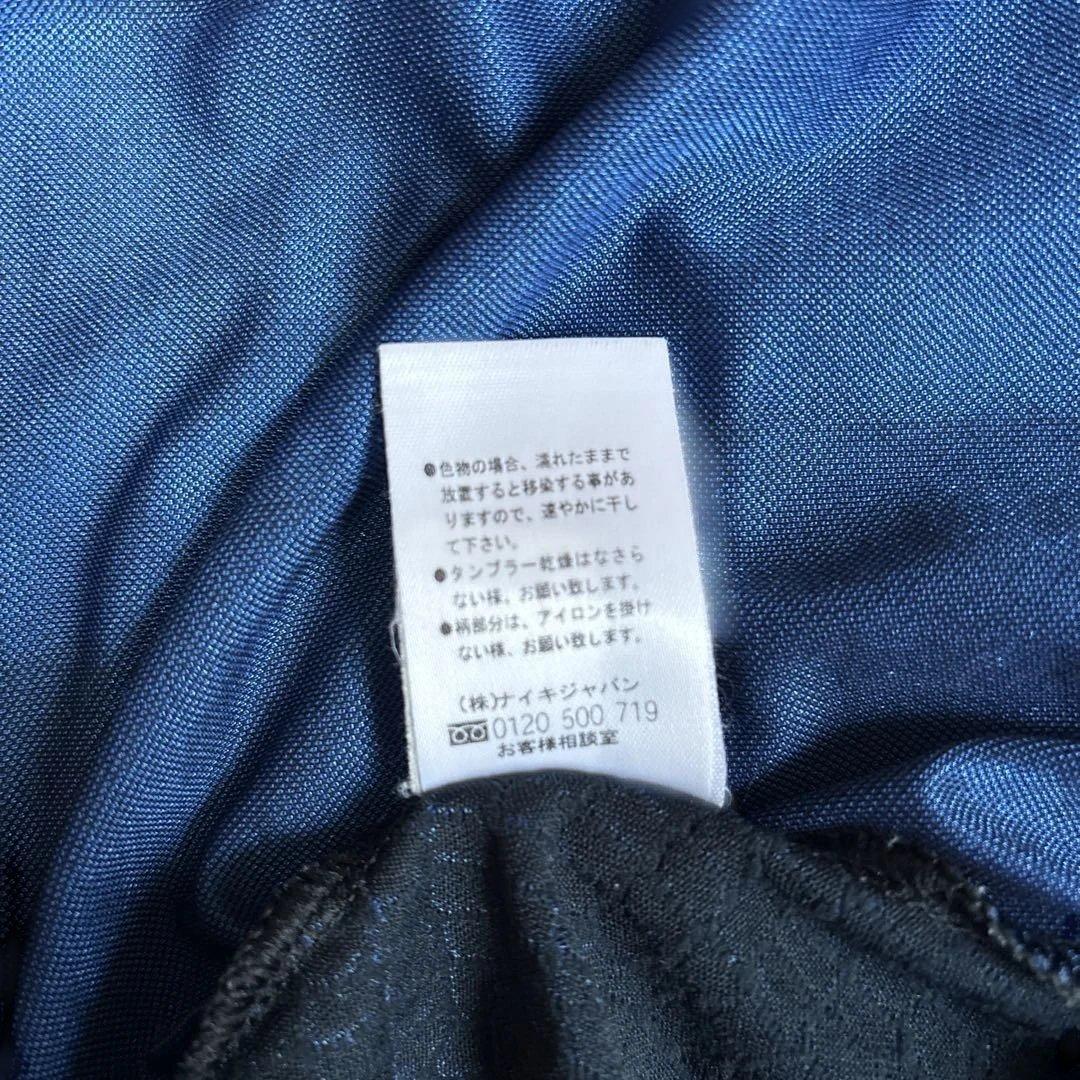 ●色物の場合、濡れたままで
放置すると移染する事があ
りますので、速やかに干し
て下さい。
●タンブラー乾燥はなさら
ない様、お願い致します。
●柄部分は、アイロンを掛け
ない様、お願い致します。
(株)ナイキジャパン
0120 500 719
お客様相談室